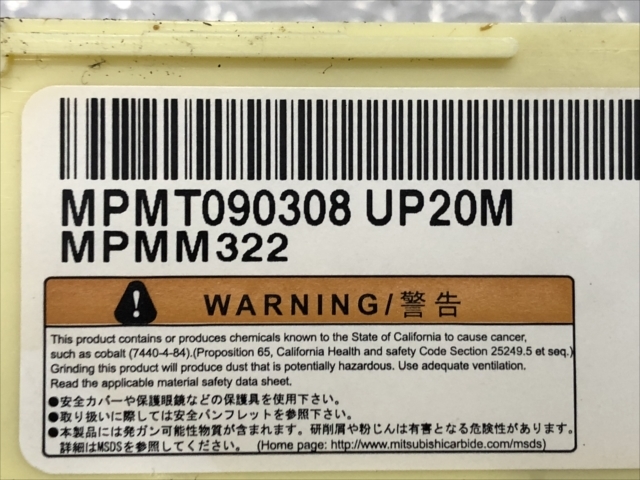 MPMT090308 UP20M
MPMM322
WARNING/警告
This product contains or produces chemicals known to the State of California to cause cancer,
such as cobalt (7440-4-84).(Proposition 65, California Health and safety Code Section 25249.5 et seq.)
Grinding this product will produce dust that is potentially hazardous. Use adequate ventilation.
Read the applicable material safety data sheet.
●安全カバーや保護眼鏡などの保護具を使用下さい。
●取り扱いに際しては安全パンフレットを参照下さい。
●本製品には発ガン可能性物質が含まれます。研削屑や粉じんは有害となる危険性があります。
詳細はMSDSを参照してください。 (Home page: http://www.mitsubishicarbide.com/msds)